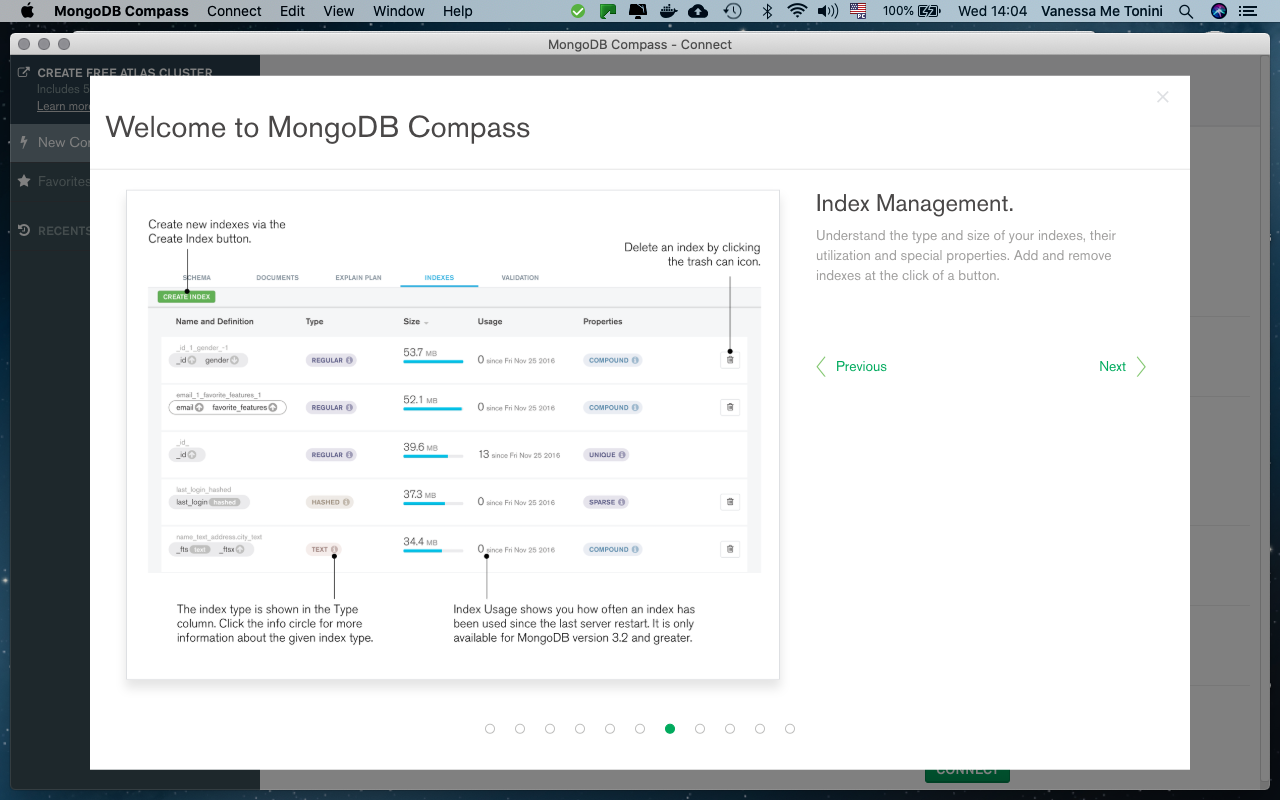 MongoDB Compass Connect Edit View Window Help 100% Wed 14:04 Vanessa Me Tonini
MongoDB Compass - Connect
CREATE FREE ATLAS CLUSTER
Includes 5
Learn more
New Con
Favorites
RECENTS
Welcome to MongoDB Compass
Create new indexes via the
Create Index button.
Delete an index by clicking
the trash can icon.
SCHEMA DOCUMENTS EXPLAIN PLAN INDEXES VALIDATION
CREATE INDEX
Name and Definition Type Size Usage Properties
_id_1_gender_-1
_id gender REGULAR 53.7 MB 0 since Fri Nov 25 2016 COMPOUND
email_1_favorite_features_1
email favorite_features REGULAR 52.1 MB 0 since Fri Nov 25 2016 COMPOUND
_id_
_id REGULAR 39.6 MB 13 since Fri Nov 25 2016 UNIQUE
last_login_hashed
last_login hashed HASHED 37.3 MB 0 since Fri Nov 25 2016 SPARSE
name_text_address.city_text
_fts text _ftsx TEXT 34.4 MB 0 since Fri Nov 25 2016 COMPOUND
The index type is shown in the Type
column. Click the info circle for more
information about the given index type.
Index Usage shows you how often an index has
been used since the last server restart. It is only
available for MongoDB version 3.2 and greater.
Index Management.
Understand the type and size of your indexes, their
utilization and special properties. Add and remove
indexes at the click of a button.
Previous Next
CONNECT